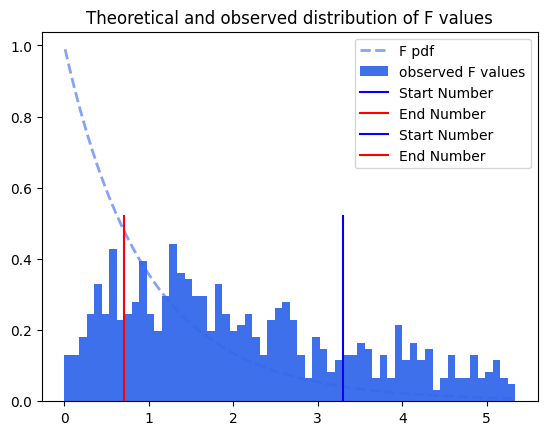 Theoretical and observed distribution of F values
F pdf
observed F values
Start Number
End Number
Start Number
End Number
1.0
0.8
0.6
0.4
0.2
0.0
0 1 2 3 4 5